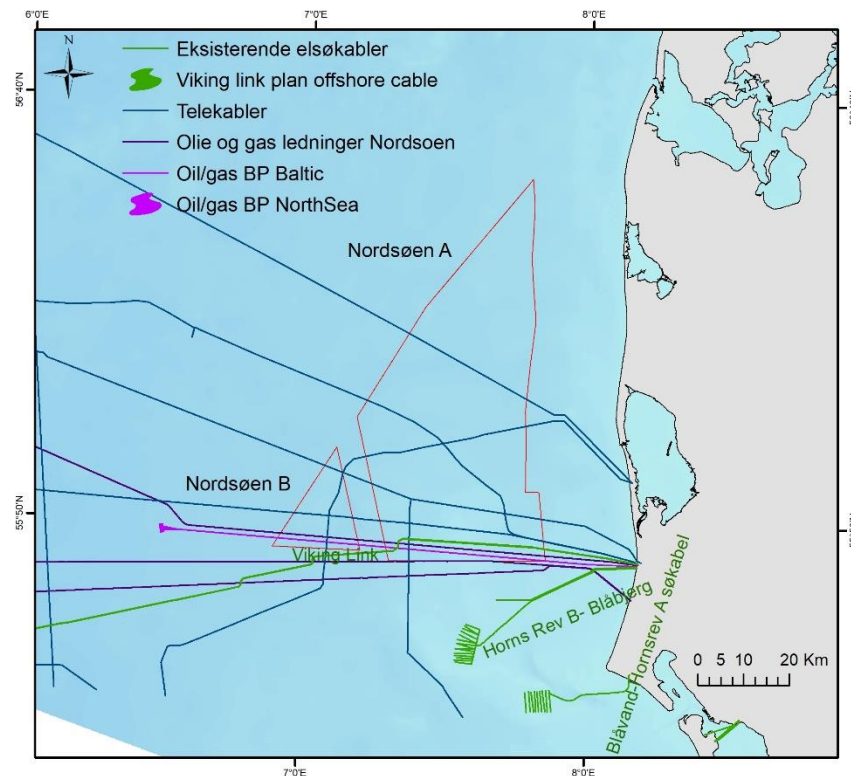 6°0'E 7°0'E 8°0'E
N
56°40'N
Eksisterende elsøkabler
Viking link plan offshore cable
Telekabler
Olie og gas ledninger Nordsoen
Oil/gas BP Baltic
Oil/gas BP NorthSea
Nordsøen A
Nordsøen B
55°50'N
Viking Link
Horns Rev B- Blåbjerg
Blåvand-Hornsrev A søkabel
0 5 10 20 Km
7°0'E 8°0'E